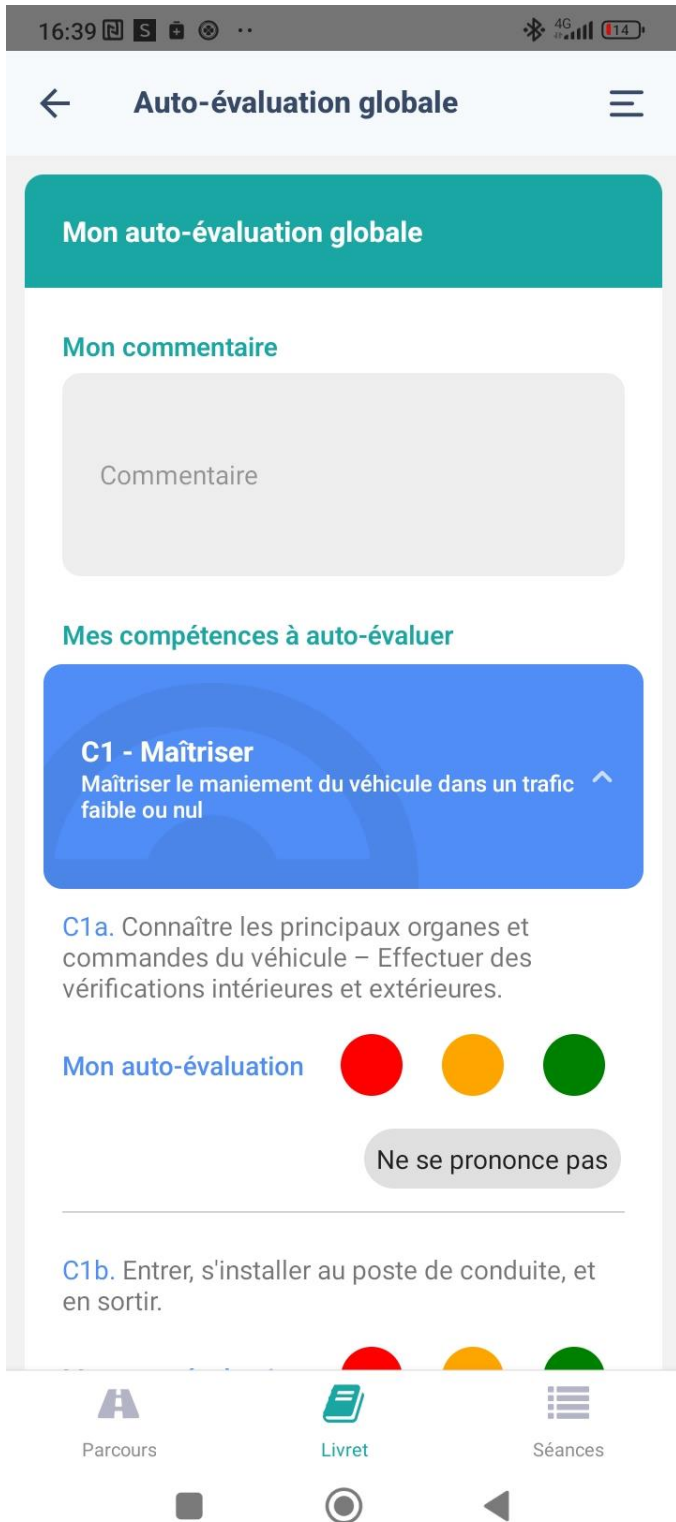 16:39 S
4G 14
Auto-évaluation globale
Mon auto-évaluation globale
Mon commentaire
Commentaire
Mes compétences à auto-évaluer
C1 - Maîtriser
Maîtriser le maniement du véhicule dans un trafic
faible ou nul
C1a. Connaître les principaux organes et
commandes du véhicule – Effectuer des
vérifications intérieures et extérieures.
Mon auto-évaluation
Ne se prononce pas
C1b. Entrer, s'installer au poste de conduite, et
en sortir.
Parcours Livret Séances